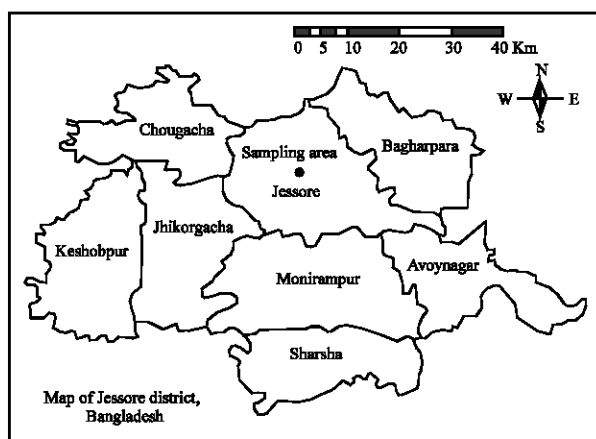 0 5 10 20 30 40 Km
N
W E
S
Chougacha
Bagharpara
Sampling area
Jessore
Jhikorgacha
Keshobpur
Avoynagar
Monirampur
Sharsha
Map of Jessore district,
Bangladesh